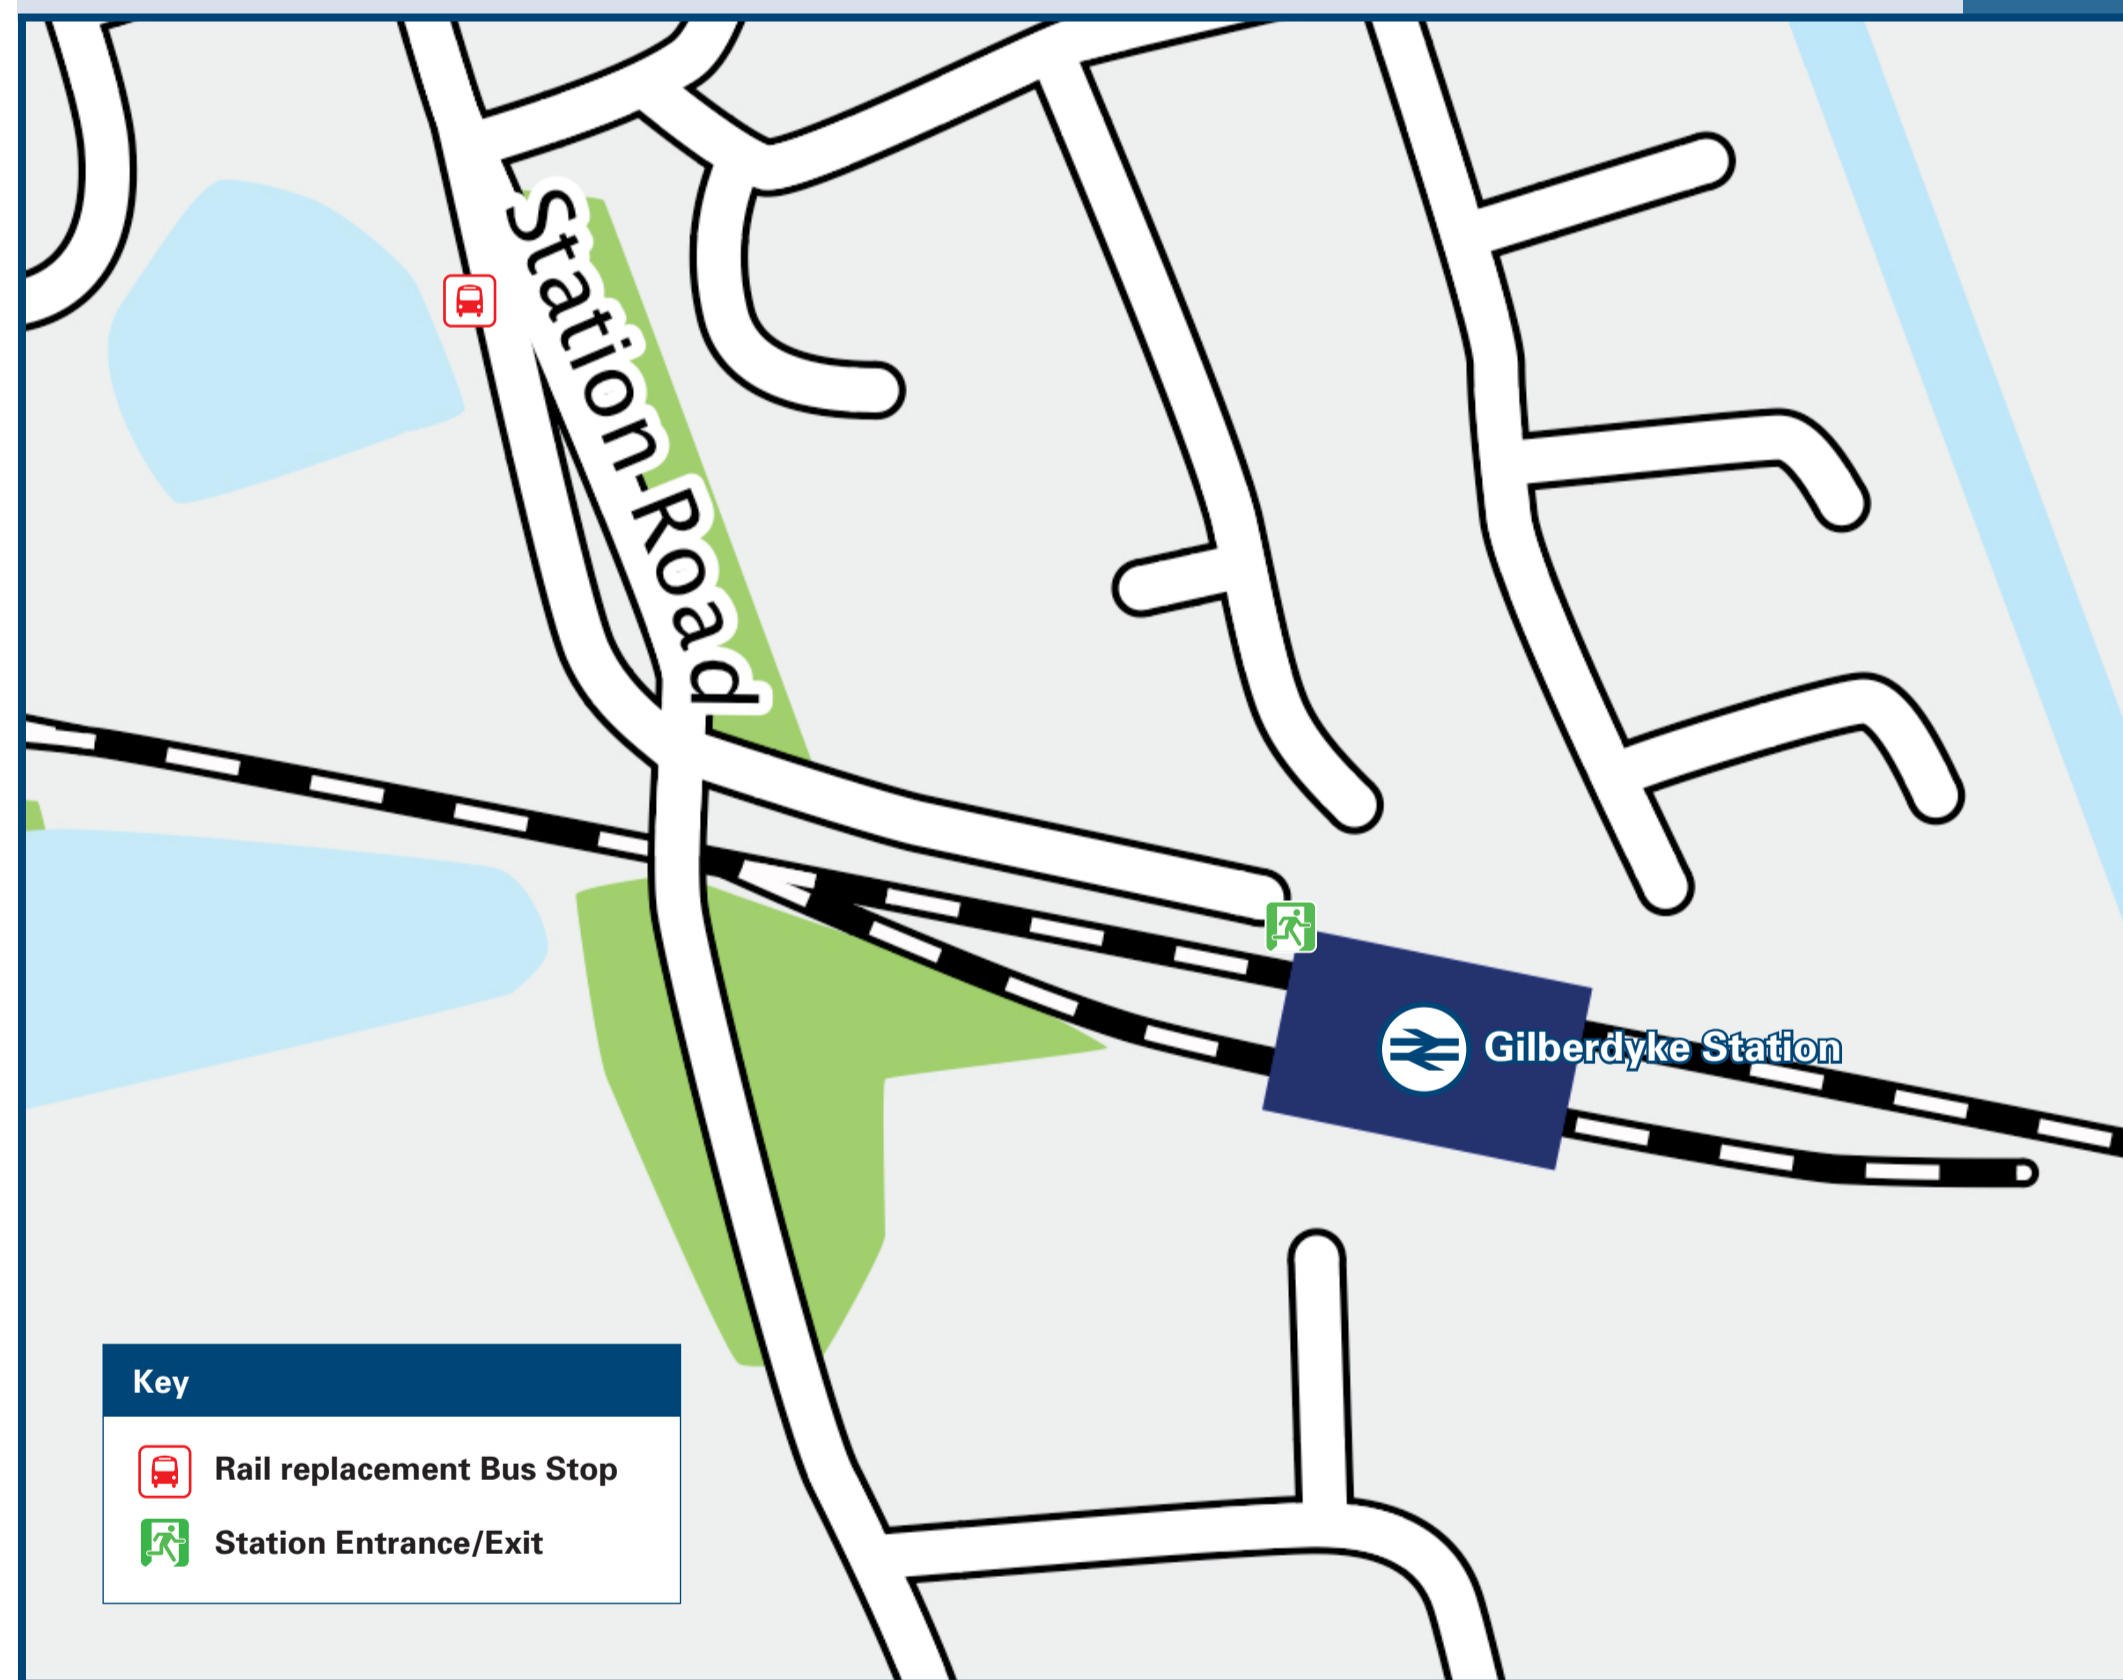 Station Road
Gilberdyke Station
Key
Rail replacement Bus Stop
Station Entrance/Exit